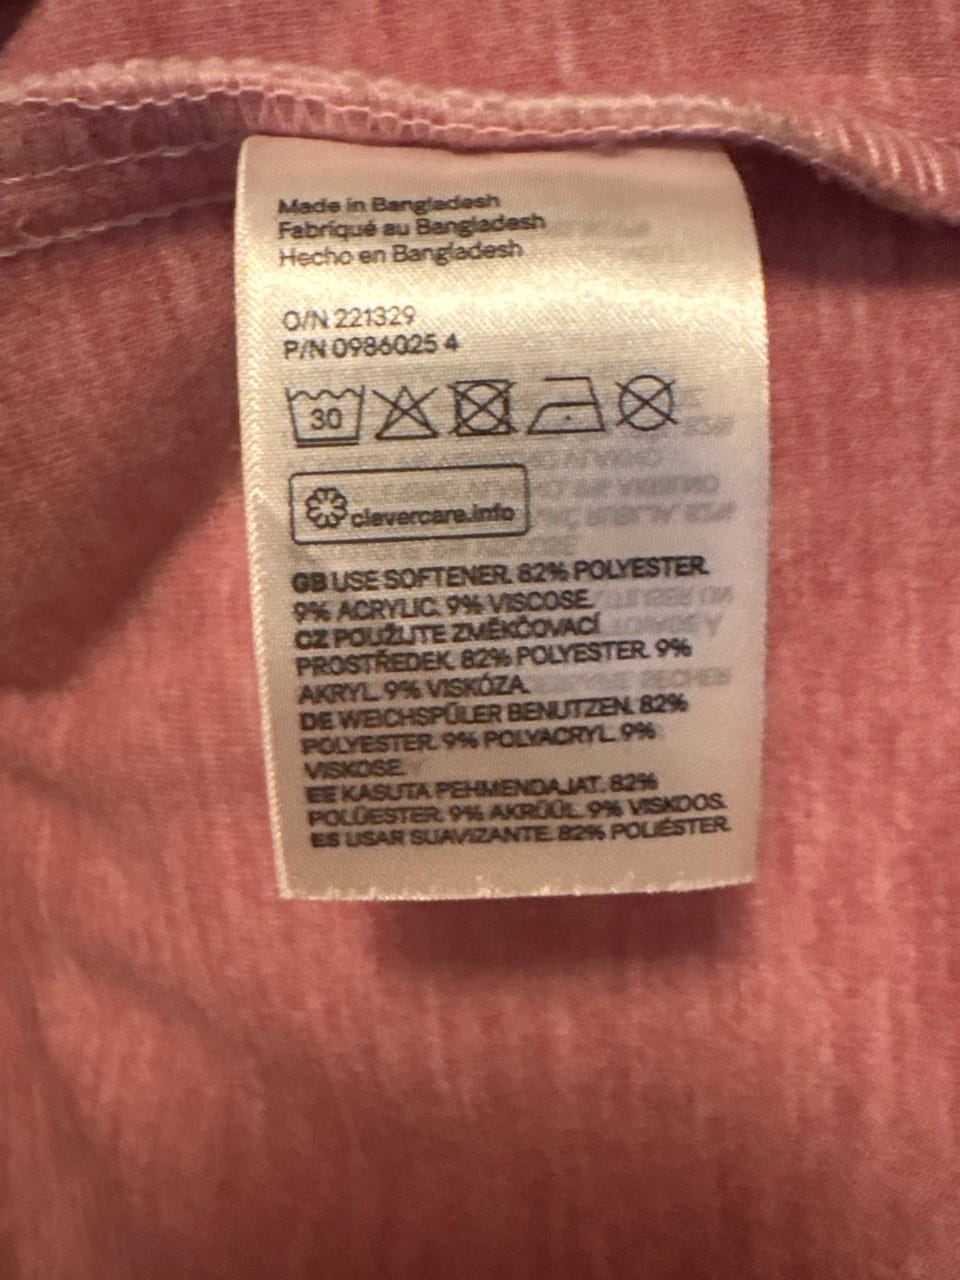 Made in Bangladesh
Fabriqué au Bangladesh
Hecho en Bangladesh
O/N 221329
P/N 0986025 4
30
clevercare.info
GB USE SOFTENER. 82% POLYESTER.
9% ACRYLIC. 9% VISCOSE.
CZ POUŽIJTE ZMĚKČOVACÍ
PROSTŘEDEK. 82% POLYESTER. 9%
AKRYL. 9% VISKÓZA.
DE WEICHSPÜLER BENUTZEN. 82%
POLYESTER. 9% POLYACRYL. 9%
VISKOSE.
EE KASUTA PEHMENDAJAT. 82%
POLÜESTER. 9% AKRÜÜL. 9% VISKOOS.
ES USAR SUAVIZANTE. 82% POLIÉSTER.